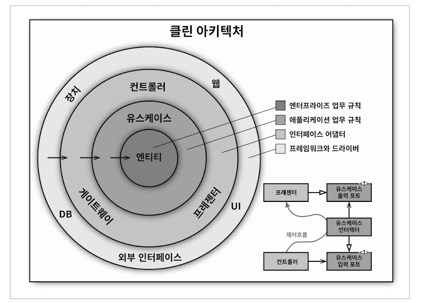 클린 아키텍처
장치
웹
컨트롤러
유스케이스
엔티티
게이트웨이
프레젠터
DB
UI
외부 인터페이스
엔터프라이즈 업무 규칙
애플리케이션 업무 규칙
인터페이스 어댑터
프레임워크와 드라이버
프레젠터
유스케이스
출력 포트
유스케이스
인터랙터
제어흐름
컨트롤러
유스케이스
입력 포트